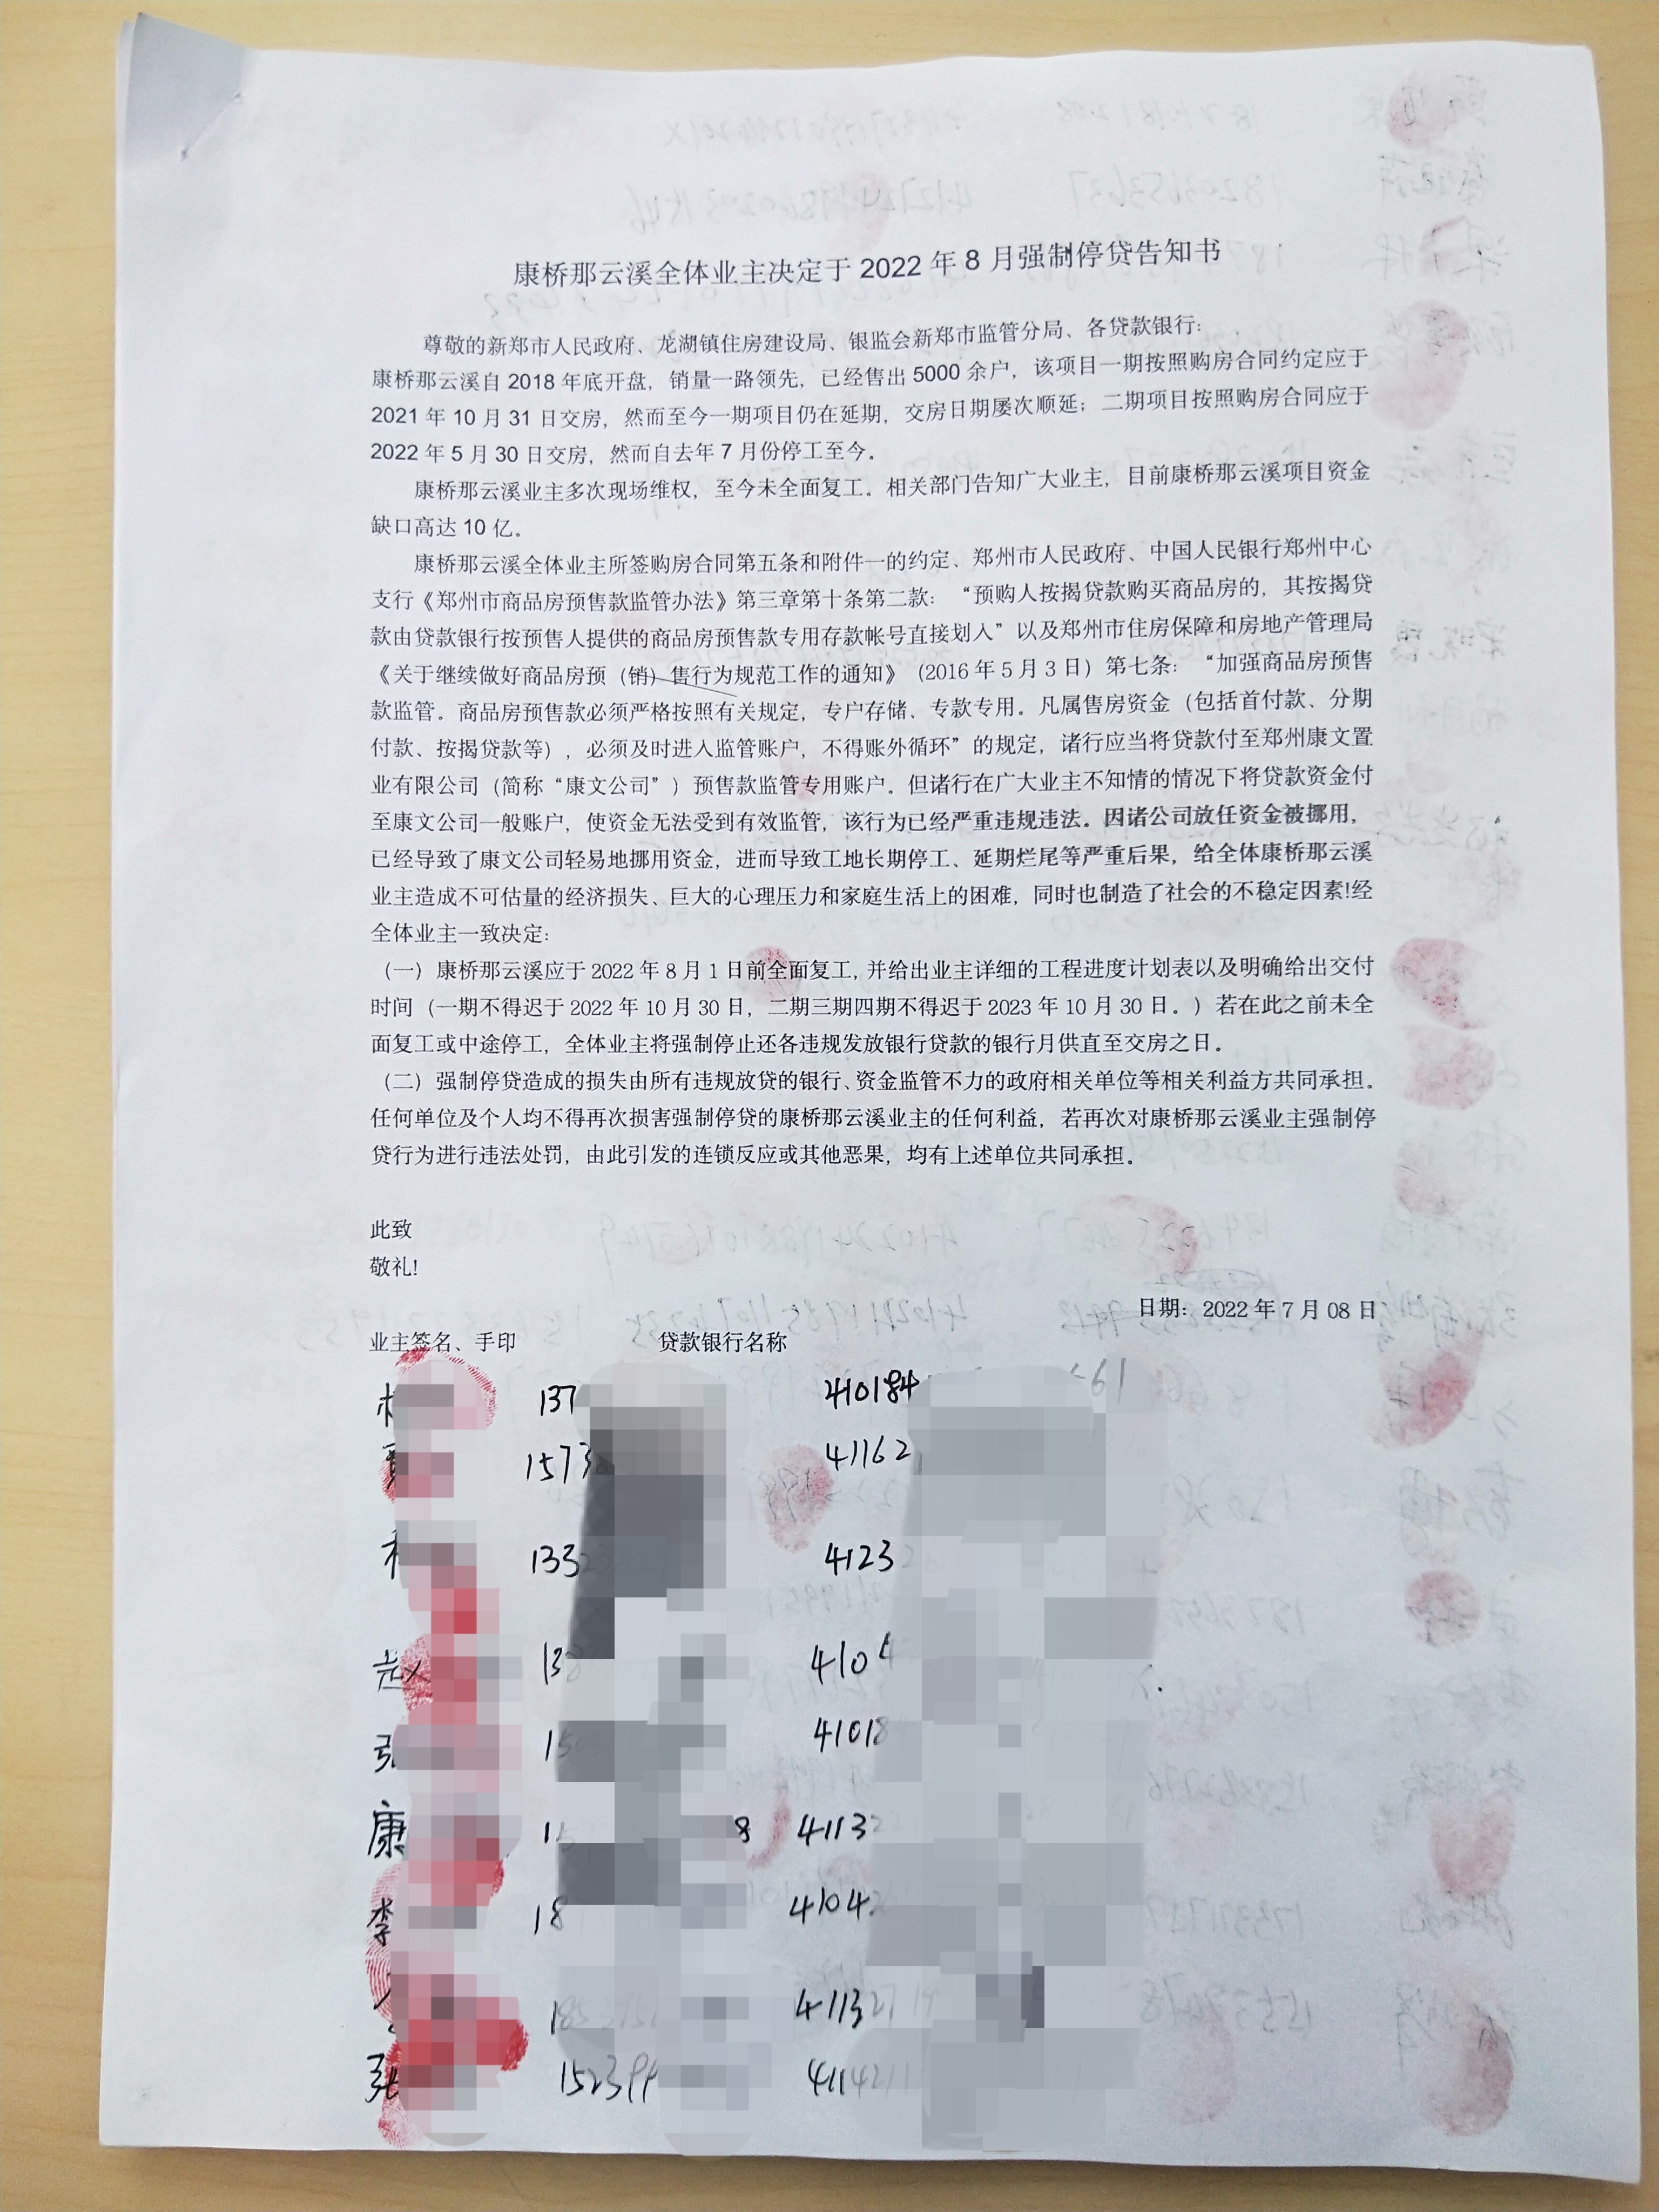 康桥那云溪全体业主决定于 2022 年 8 月强制停贷告知书
尊敬的新郑市人民政府、龙湖镇住房建设局、银监会新郑市监管分局、各贷款银行:
康桥那云溪自 2018 年底开盘，销量一路领先，已经售出 5000 余户，该项目一期按照购房合同约定应于
2021 年 10 月 31 日交房，然而至今一期项目仍在延期，交房日期屡次顺延；二期项目按照购房合同应于
2022 年 5 月 30 日交房，然而自去年 7 月份停工至今。
康桥那云溪业主多次现场维权，至今未全面复工。相关部门告知广大业主，目前康桥那云溪项目资金
缺口高达 10 亿。
康桥那云溪全体业主所签购房合同第五条和附件一的约定、郑州市人民政府、中国人民银行郑州中心
支行《郑州市商品房预售款监管办法》第三章第十条第二款： “预购人按揭贷款购买商品房的，其按揭贷
款由贷款银行按预售人提供的商品房预售款专用存款帐号直接划入”以及郑州市住房保障和房地产管理局
《关于继续做好商品房预（销）售行为规范工作的通知》（2016 年 5 月 3 日）第七条： “加强商品房预售
款监管。商品房预售款必须严格按照有关规定，专户存储、专款专用。凡属售房资金（包括首付款、分期
付款、按揭贷款等），必须及时进入监管账户，不得账外循环”的规定，诸行应当将贷款付至郑州康文置
业有限公司（简称“康文公司”）预售款监管专用账户。但诸行在广大业主不知情的情况下将贷款资金付
至康文公司一般账户，使资金无法受到有效监管，该行为已经严重违规违法。因诸公司放任资金被挪用，
已经导致了康文公司轻易地挪用资金，进而导致工地长期停工、延期烂尾等严重后果，给全体康桥那云溪
业主造成不可估量的经济损失、巨大的心理压力和家庭生活上的困难，同时也制造了社会的不稳定因素!经
全体业主一致决定:
（一）康桥那云溪应于 2022 年 8 月 1 日前全面复工，并给出业主详细的工程进度计划表以及明确给出交付
时间（一期不得迟于 2022 年 10 月 30 日，二期三期四期不得迟于 2023 年 10 月 30 日。）若在此之前未全
面复工或中途停工，全体业主将强制停止还各违规发放银行贷款的银行月供直至交房之日。
（二）强制停贷造成的损失由所有违规放贷的银行、资金监管不力的政府相关单位等相关利益方共同承担。
任何单位及个人均不得再次损害强制停贷的康桥那云溪业主的任何利益，若再次对康桥那云溪业主强制停
贷行为进行违法处罚，由此引发的连锁反应或其他恶果，均有上述单位共同承担。
此致
敬礼!
日期：2022 年 7 月 08 日
业主签名、手印 贷款银行名称
137 410184
1573 41162
1332 4123
赵 13 4104
张 15 41018
康 1 8 4113
李 18 4104
185 411327
张 15239 411421